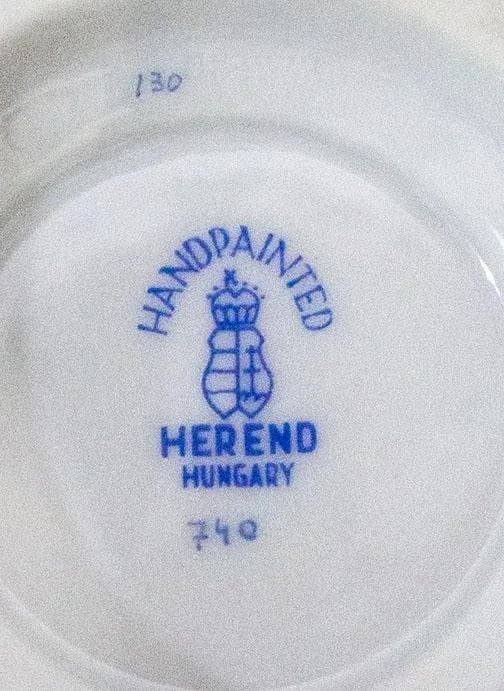 130
HANDPAINTED
HEREND
HUNGARY
740